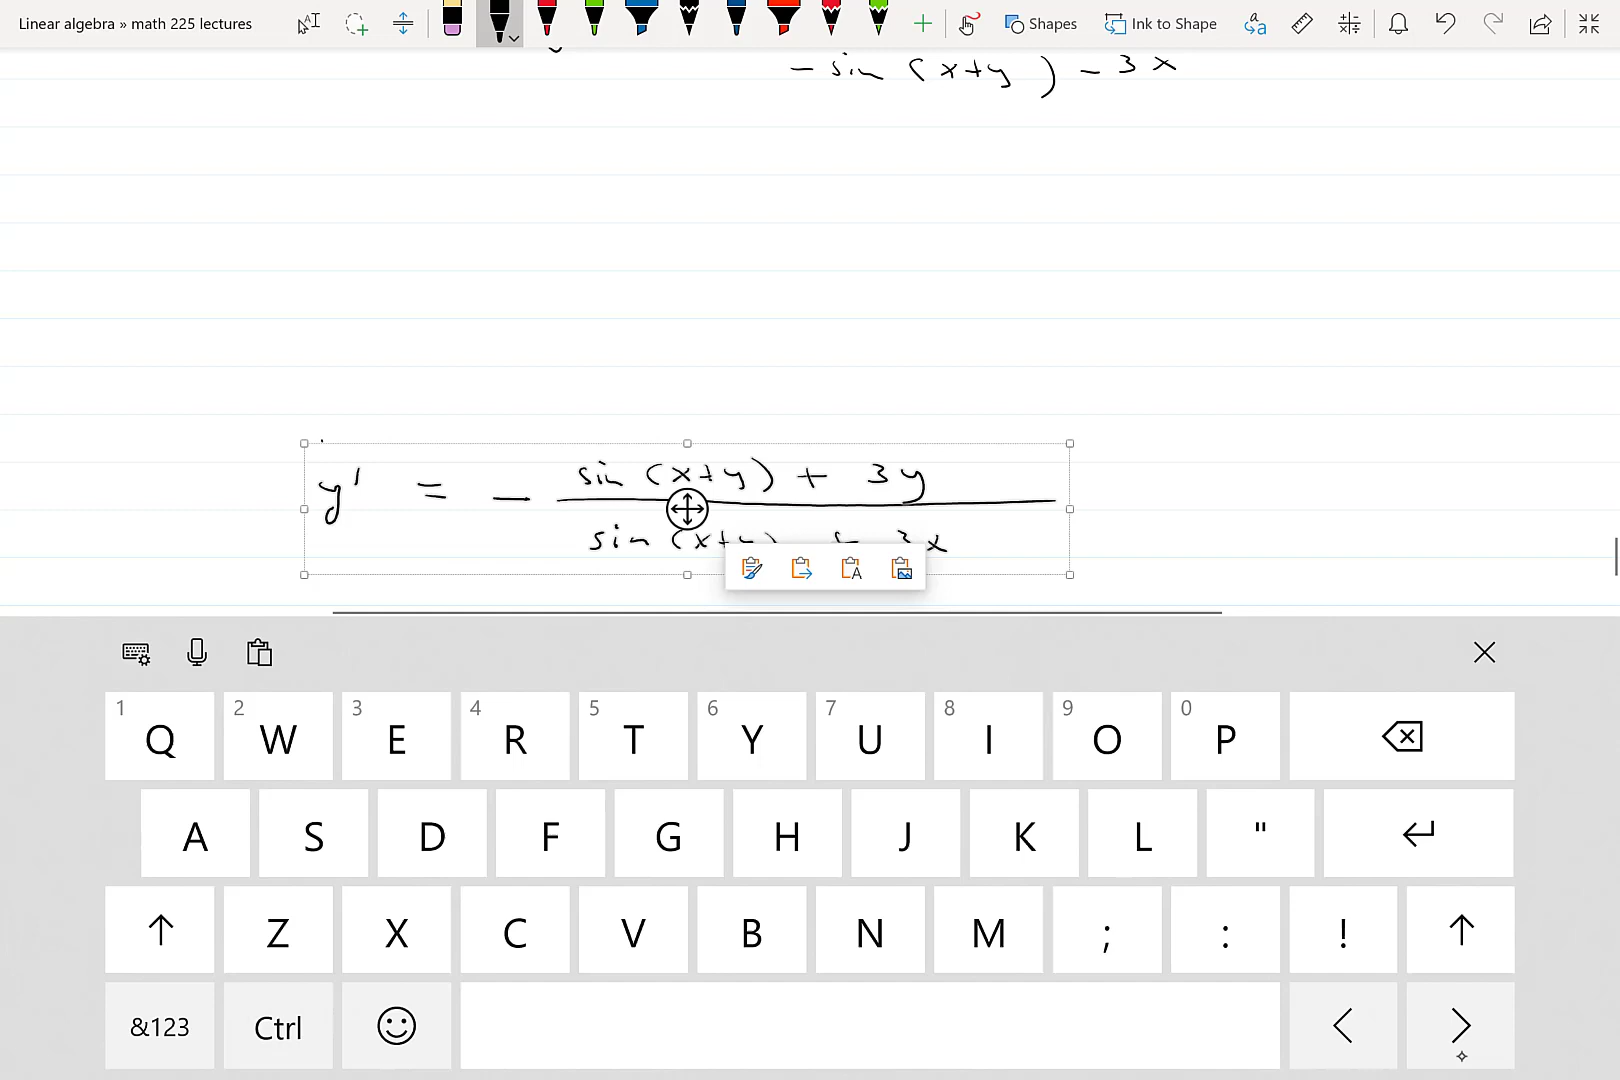 Linear algebra » math 225 lectures
Shapes
Ink to Shape
- sin (x+y) - 3x
y' = - sin (x+y) + 3y
sin (x+y) + 3x
1 2 3 4 5 6 7 8 9 0
Q W E R T Y U I O P
A S D F G H J K L "
Z X C V B N M ; : !
&123 Ctrl